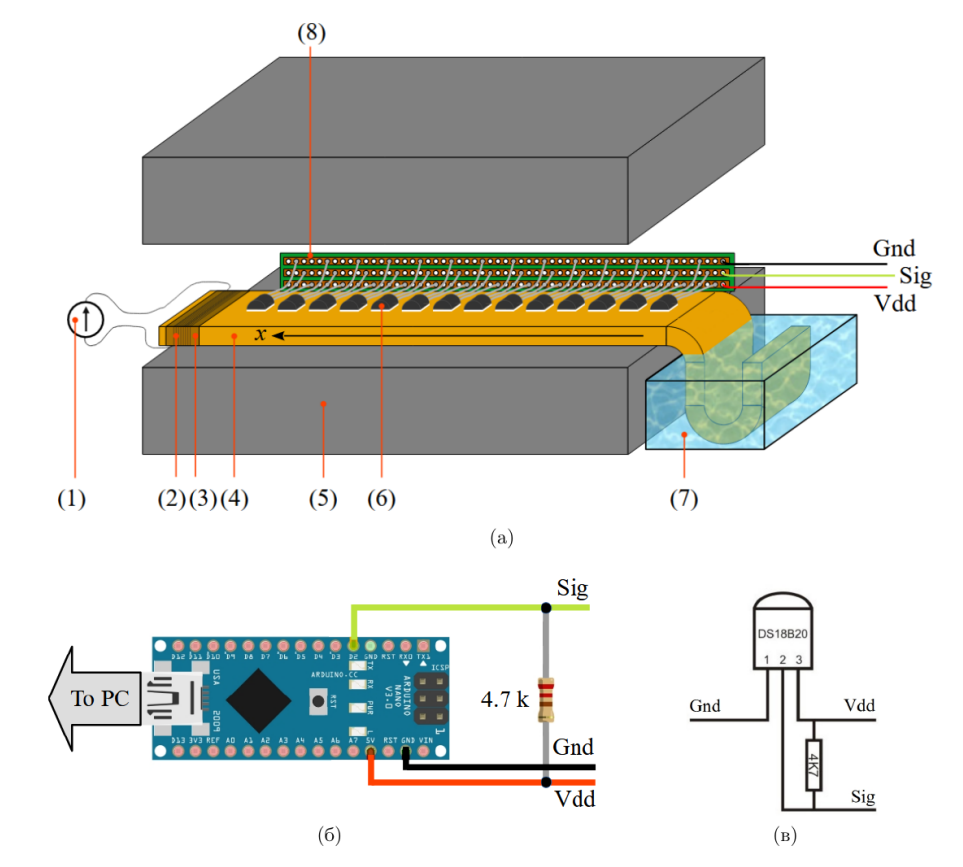 (8)
Gnd
Sig
Vdd
x
(1)
(2) (3) (4) (5) (6) (7)
(а)
Sig
D12 D11 D10 D9 D8 D7 D6 D5 D4 D3 D2 GND RST RX0 TX1
To PC
USA
2009
ARDUINO.CC
RST
TX
RX
PWR
L
ARDUINO
NANO
V3.0
ICSP
1
D13 3V3 REF A0 A1 A2 A3 A4 A5 A6 A7 5V RST GND VIN
4.7 k
Gnd
Vdd
(б)
DS18B20
1 2 3
Gnd
Vdd
4K7
Sig
(в)